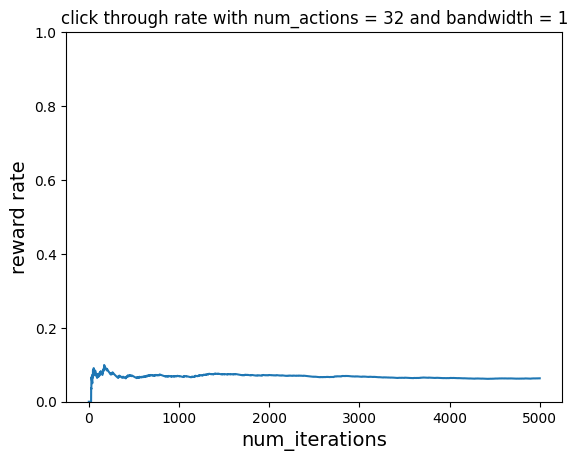 click through rate with num_actions = 32 and bandwidth = 1
1.0
0.8
0.6
0.4
0.2
0.0
reward rate
0 1000 2000 3000 4000 5000
num_iterations